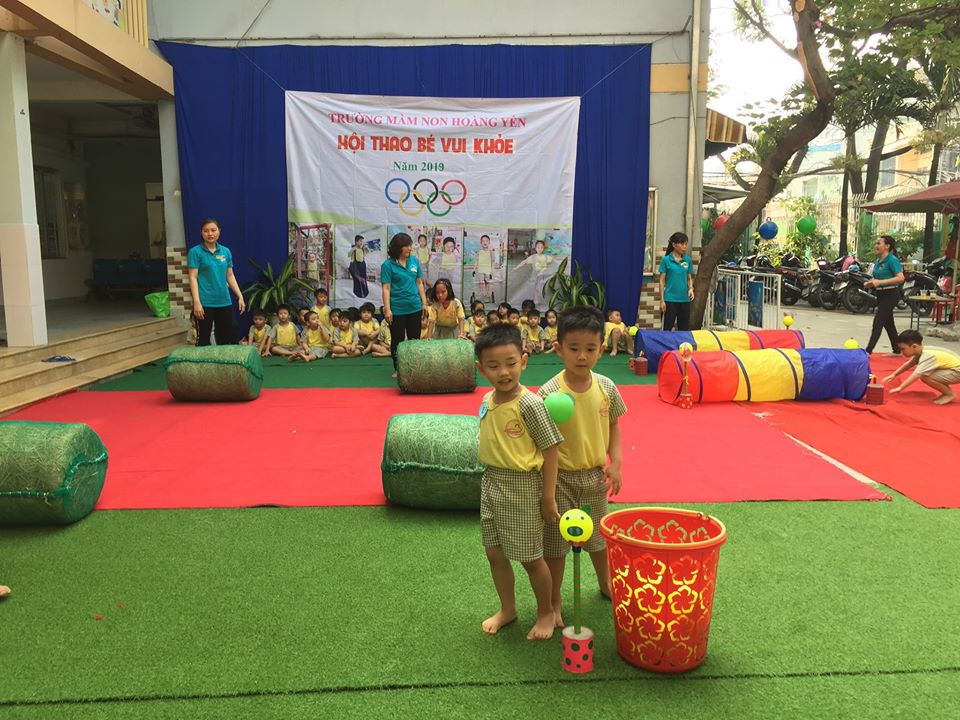 TRƯỜNG MẦM NON HOÀNG YẾN
HỘI THAO BÉ VUI KHỎE
Năm 2019